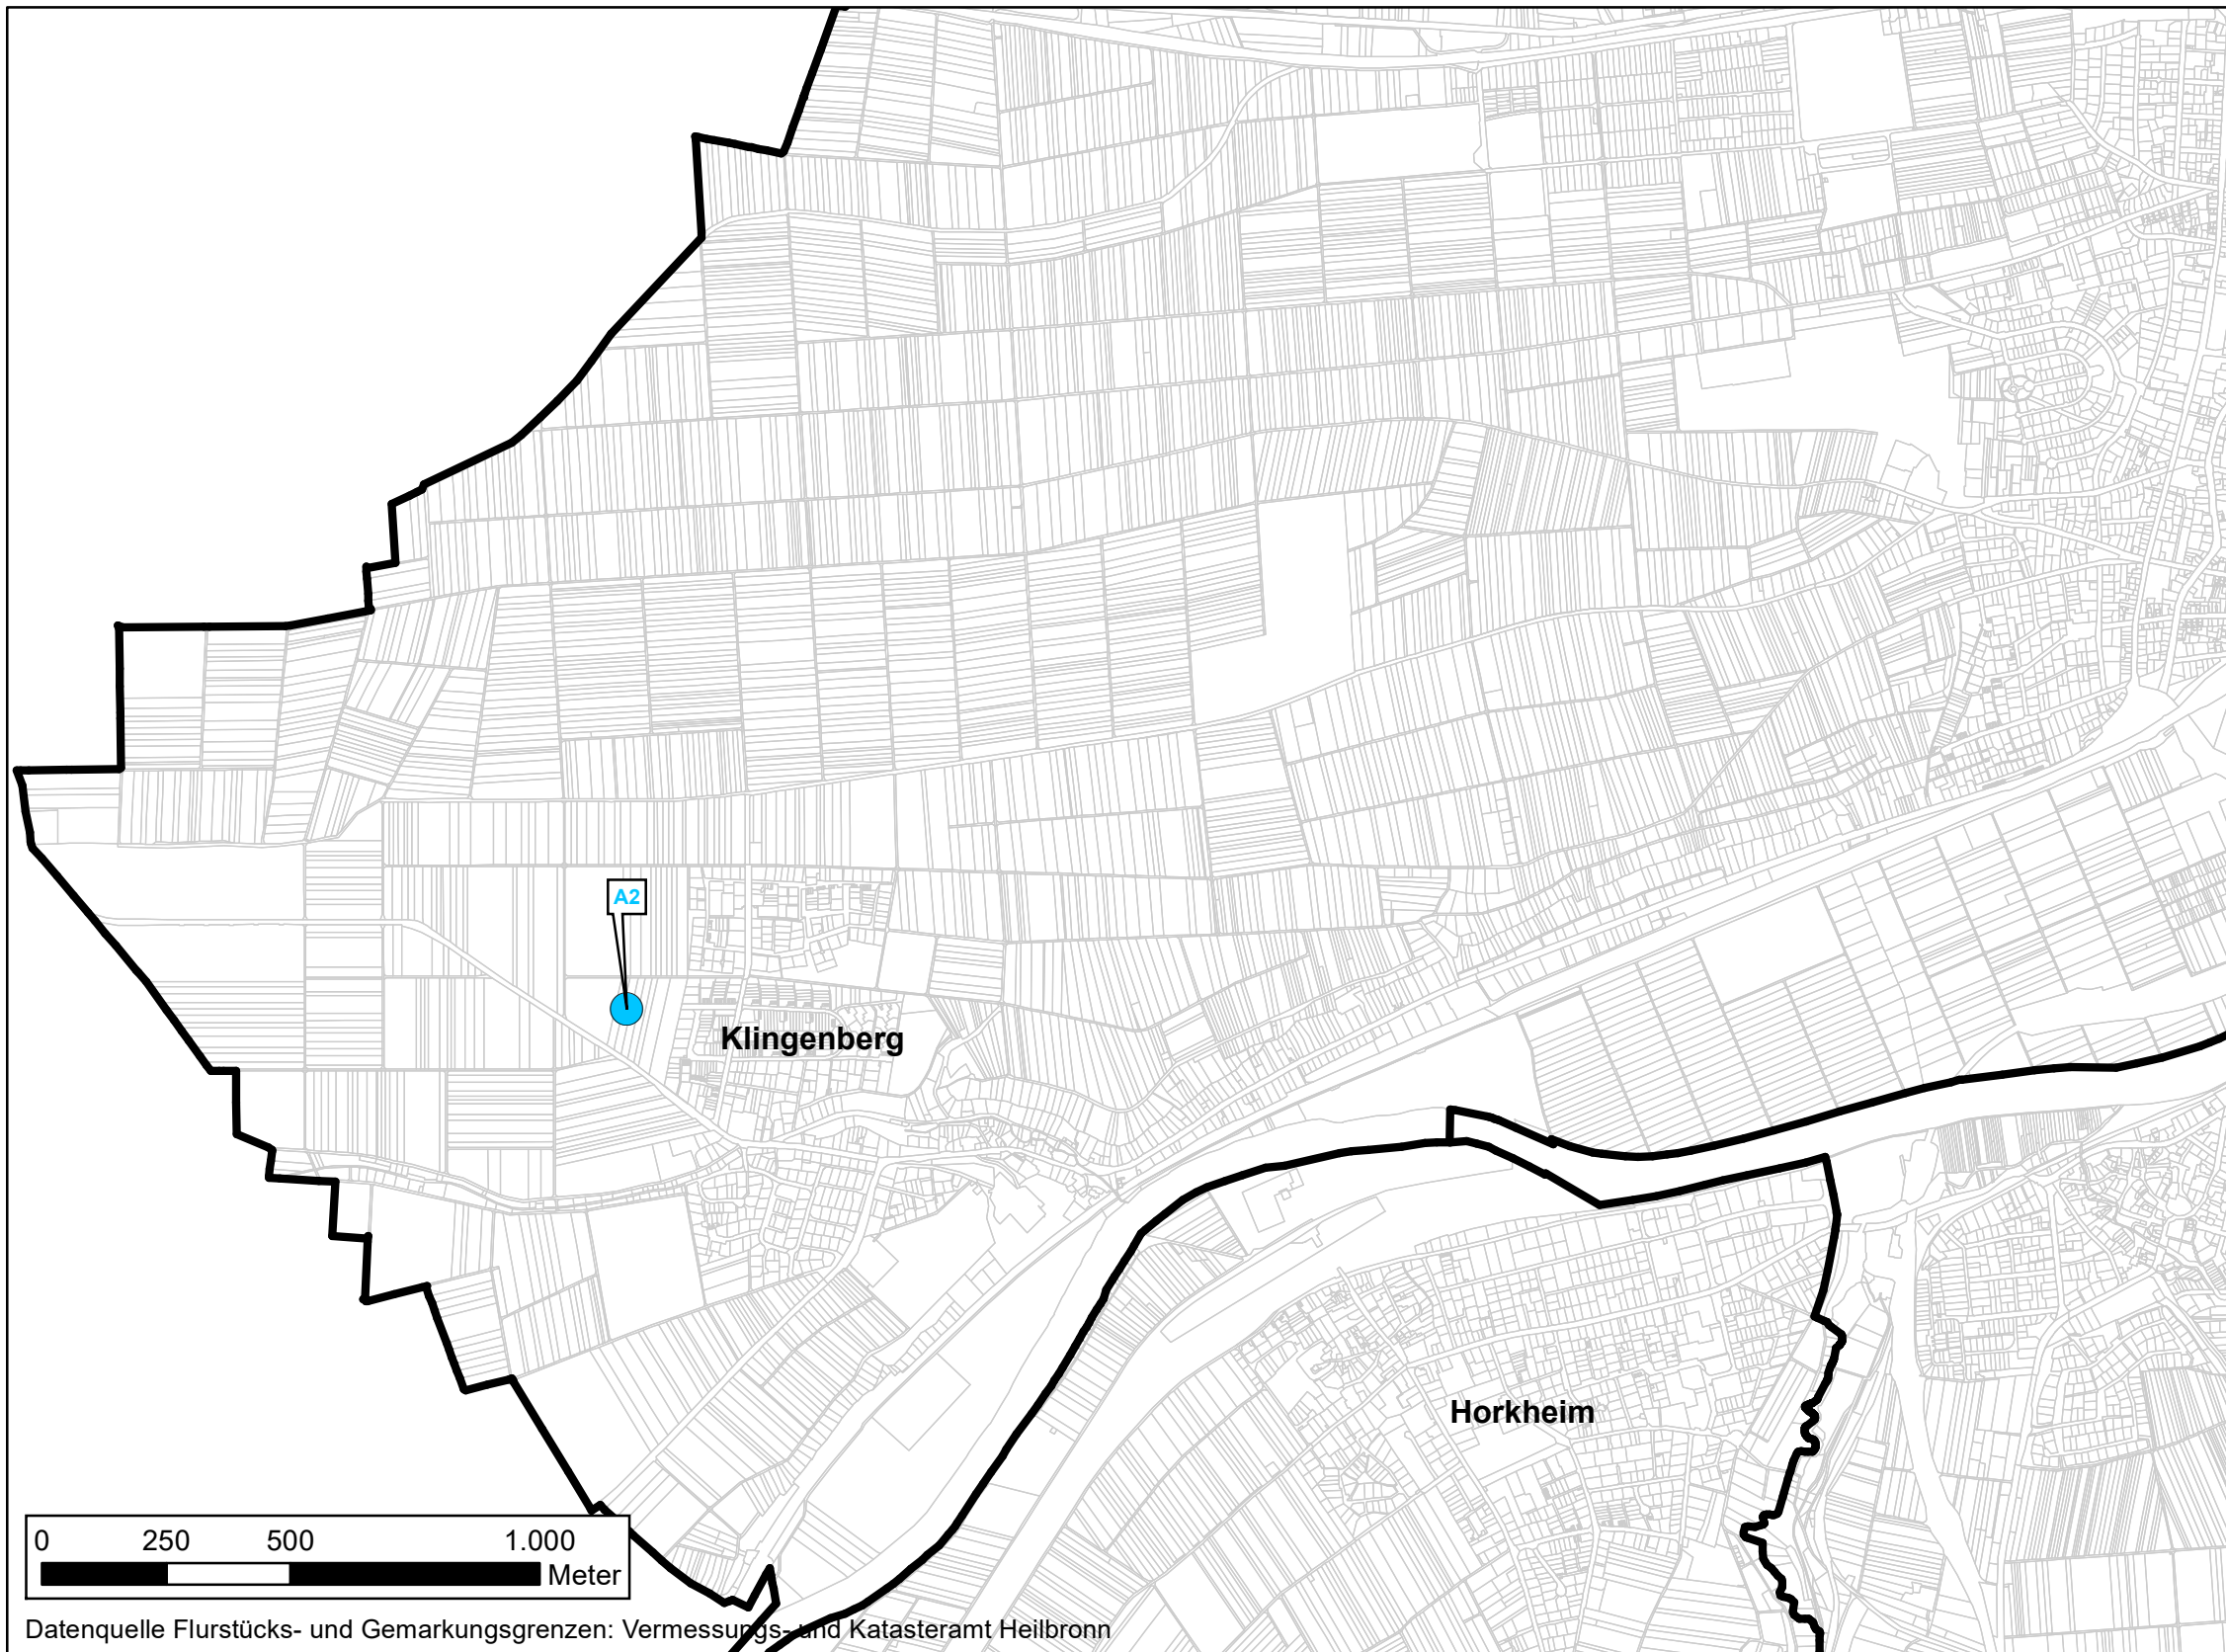 A2
Klingenberg
Horkheim
0 250 500 1.000
Meter
Datenquelle Flurstücks- und Gemarkungsgrenzen: Vermessungs- und Katasteramt Heilbronn